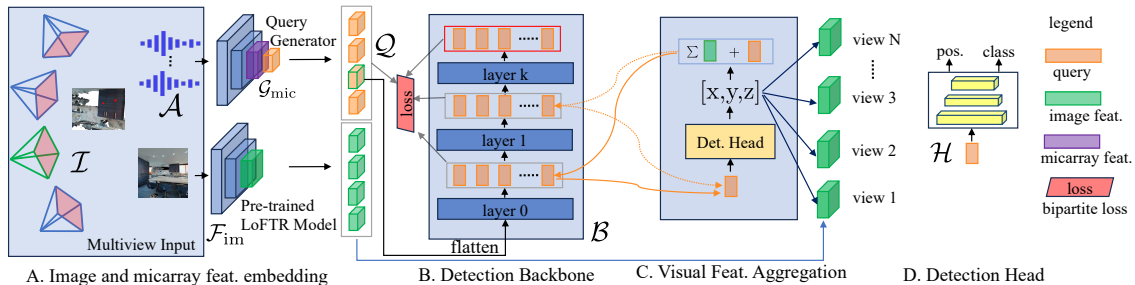 Query
Generator
𝒢mic
𝒜
ℐ
ℱim
Pre-trained
LoFTR Model
Multiview Input
A. Image and micarray feat. embedding
𝒬
loss
layer k
layer 1
layer 0
flatten
ℬ
B. Detection Backbone
Σ +
[x,y,z]
Det. Head
C. Visual Feat. Aggregation
view N
view 3
view 2
view 1
pos. class
ℋ
D. Detection Head
legend
query
image feat.
micarray feat.
loss
bipartite loss